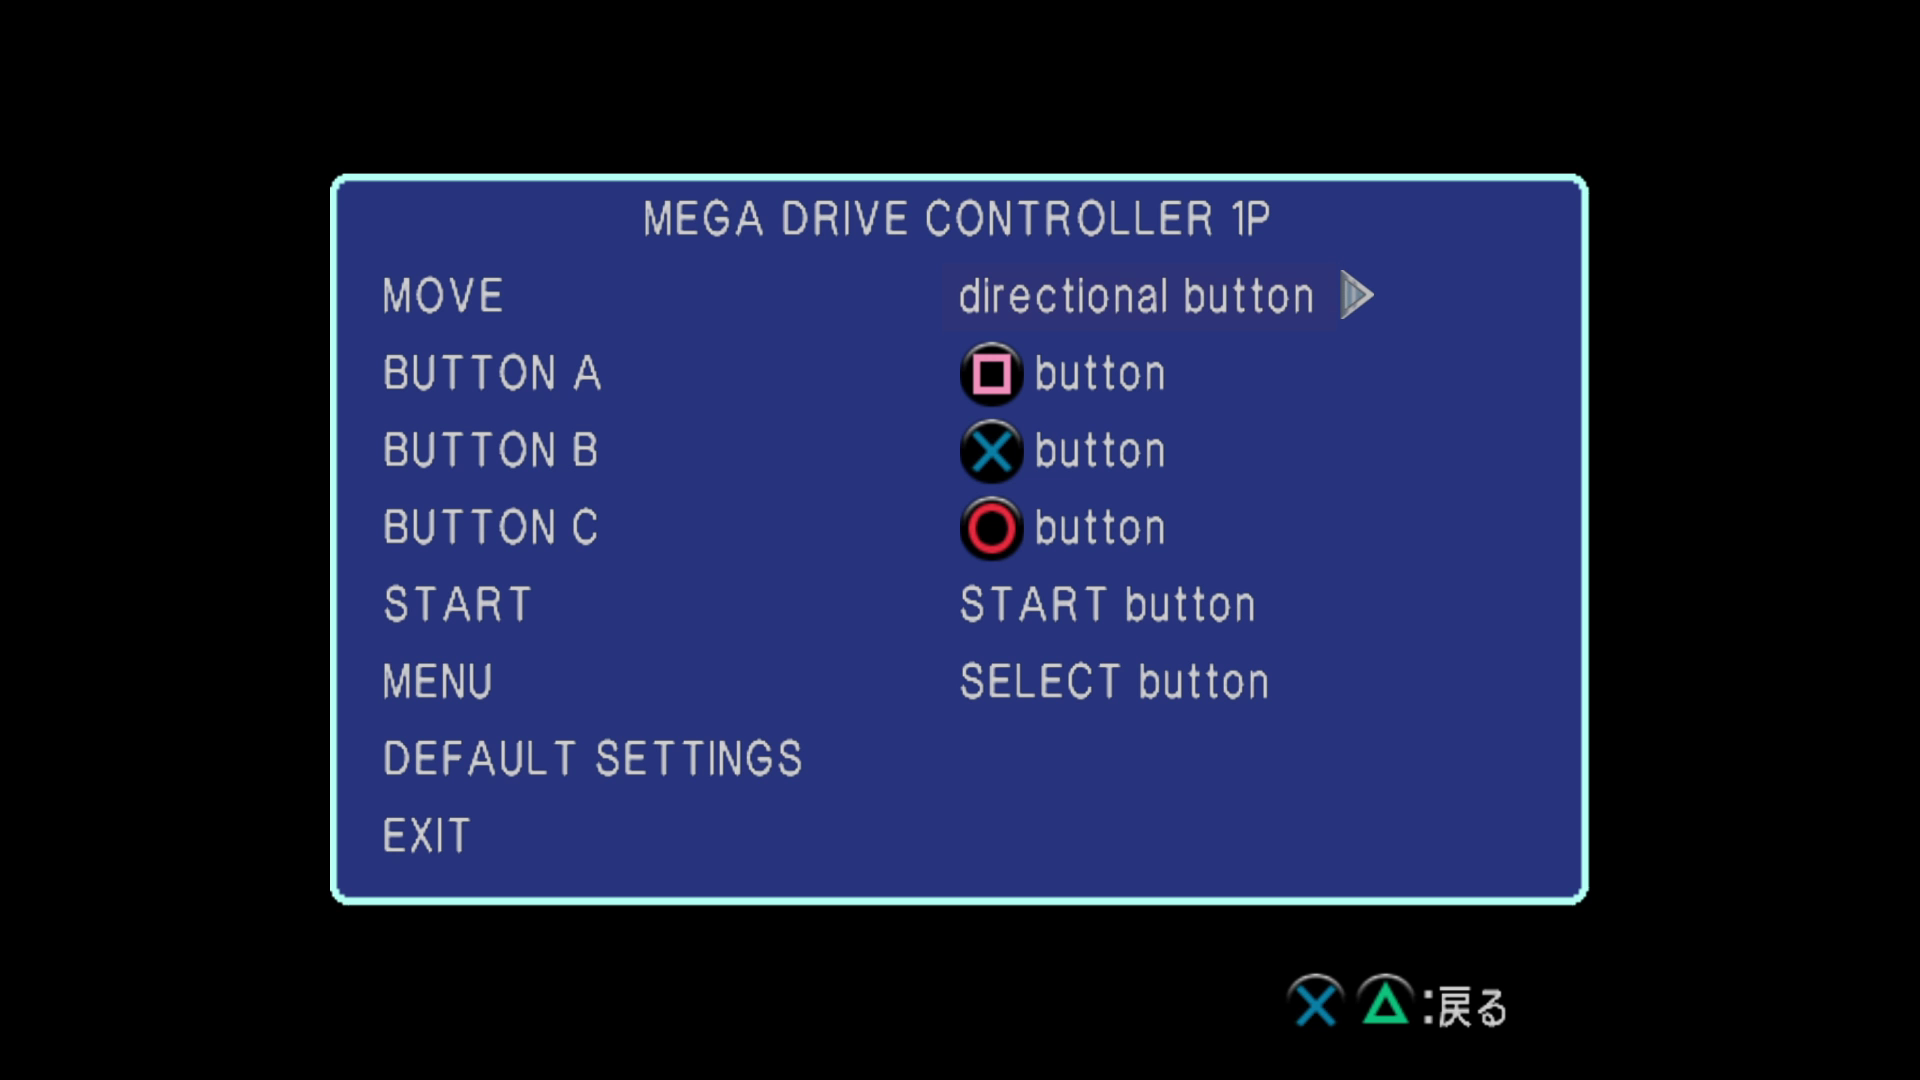 MEGA DRIVE CONTROLLER 1P
MOVE directional button
BUTTON A button
BUTTON B button
BUTTON C button
START START button
MENU SELECT button
DEFAULT SETTINGS
EXIT
:戻る